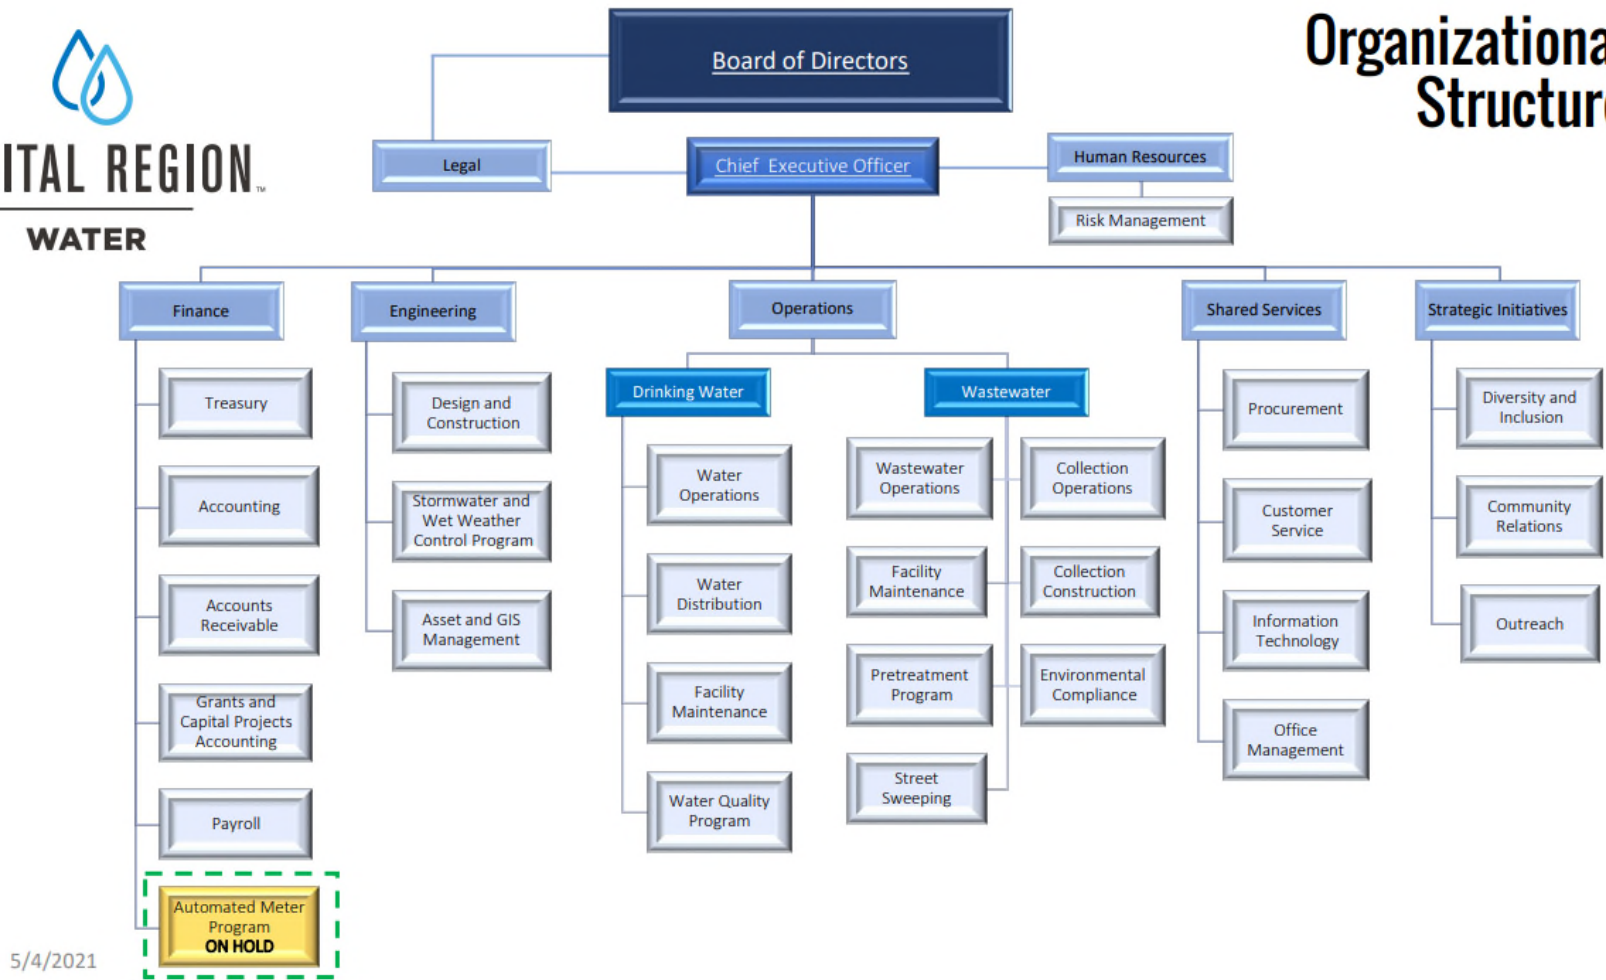 Board of Directors
Organizationa
Structur
ITAL REGION
TM
WATER
Legal
Chief Executive Officer
Human Resources
Risk Management
Finance
Engineering
Operations
Shared Services
Strategic Initiatives
Treasury
Accounting
Accounts
Receivable
Grants and
Capital Projects
Accounting
Payroll
Automated Meter
Program
ON HOLD
Design and
Construction
Stormwater and
Wet Weather
Control Program
Asset and GIS
Management
Drinking Water
Water
Operations
Water
Distribution
Facility
Maintenance
Water Quality
Program
Wastewater
Wastewater
Operations
Collection
Operations
Facility
Maintenance
Collection
Construction
Pretreatment
Program
Environmental
Compliance
Street
Sweeping
Procurement
Customer
Service
Information
Technology
Office
Management
Diversity and
Inclusion
Community
Relations
Outreach
5/4/2021